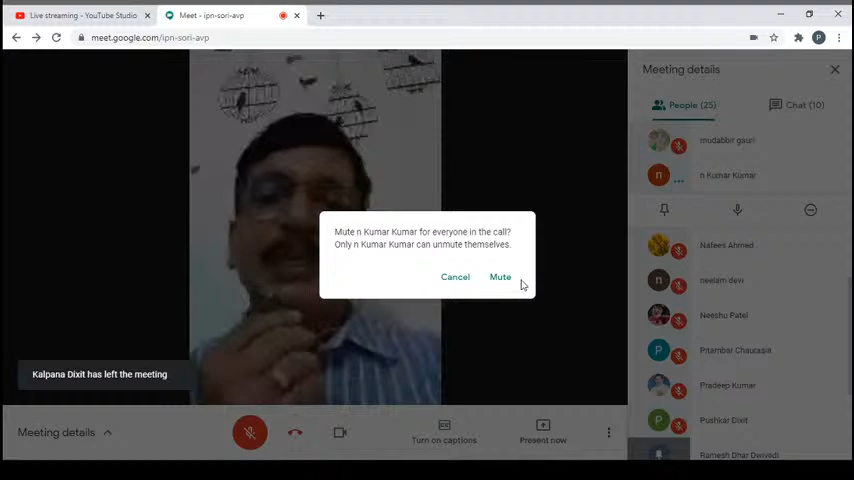 Live streaming - YouTube Studio
Meet - ipn-sori-avp
meet.google.com/ipn-sori-avp
P
Meeting details
People (25)
Chat (10)
mudabbir gauri
n
n Kumar Kumar
Mute n Kumar Kumar for everyone in the call?
Only n Kumar Kumar can unmute themselves.
Cancel
Mute
Nafees Ahmed
n
neelam devi
Neeshu Patel
P
Pitambar Chaurasia
Pradeep Kumar
P
Pushkar Dixit
Ramesh Dhar Dwivedi
Kalpana Dixit has left the meeting
Meeting details
Turn on captions
Present now